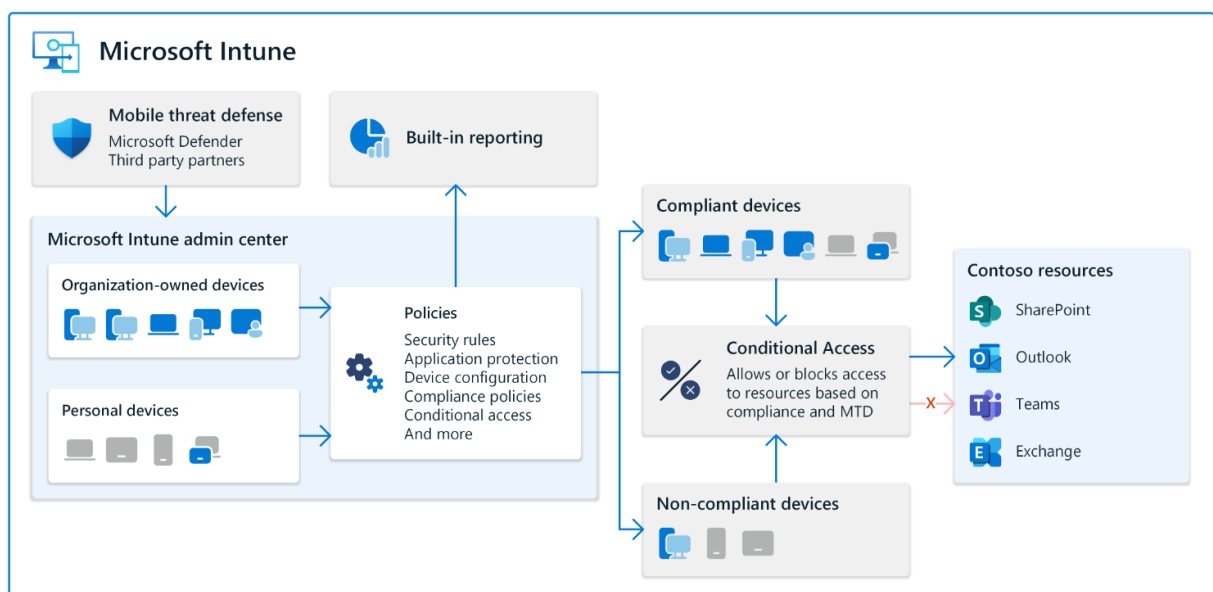 Microsoft Intune
Mobile threat defense
Microsoft Defender
Third party partners
Built-in reporting
Microsoft Intune admin center
Organization-owned devices
Personal devices
Policies
Security rules
Application protection
Device configuration
Compliance policies
Conditional access
And more
Compliant devices
Conditional Access
Allows or blocks access
to resources based on
compliance and MTD
X
Non-compliant devices
Contoso resources
S SharePoint
O Outlook
T Teams
E Exchange